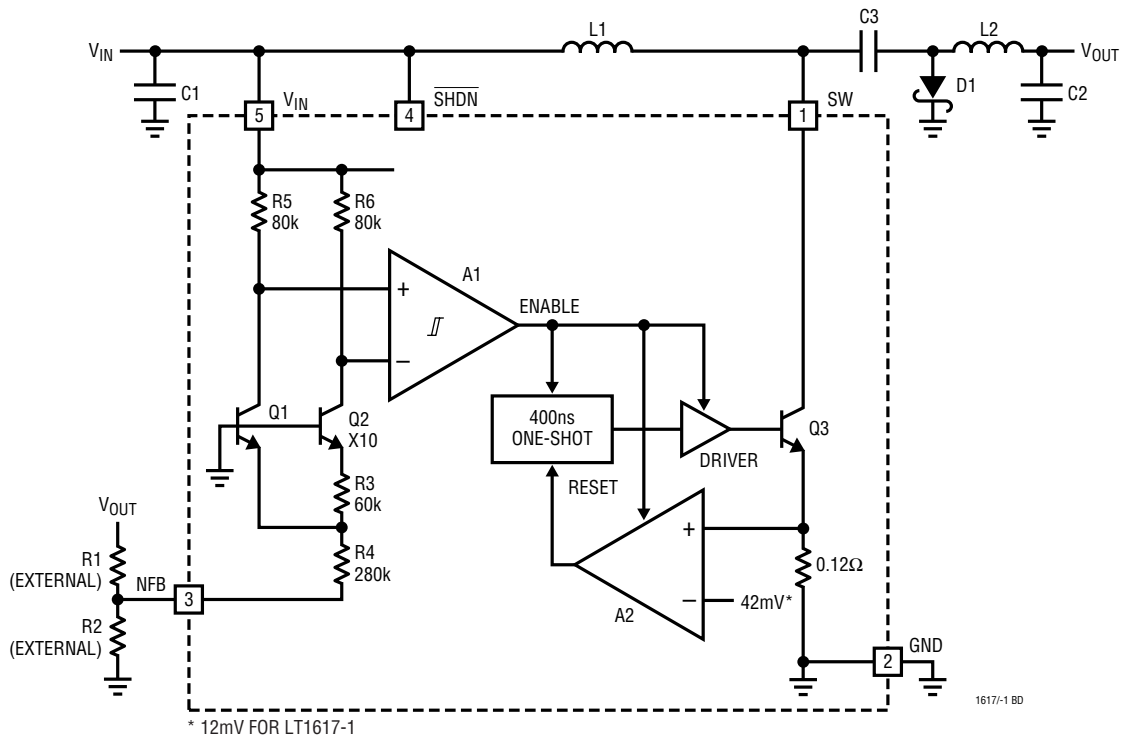 L1
C3
L2
VIN
VOUT
C1
D1
C2
VIN
SHDN
SW
5
4
1
R5
80k
R6
80k
A1
+
−
ENABLE
Q1
Q2
X10
400ns
ONE-SHOT
DRIVER
Q3
RESET
R3
60k
VOUT
R4
280k
R1
(EXTERNAL)
NFB
3
R2
(EXTERNAL)
+
−
A2
42mV*
0.12Ω
2
GND
1617/-1 BD
* 12mV FOR LT1617-1